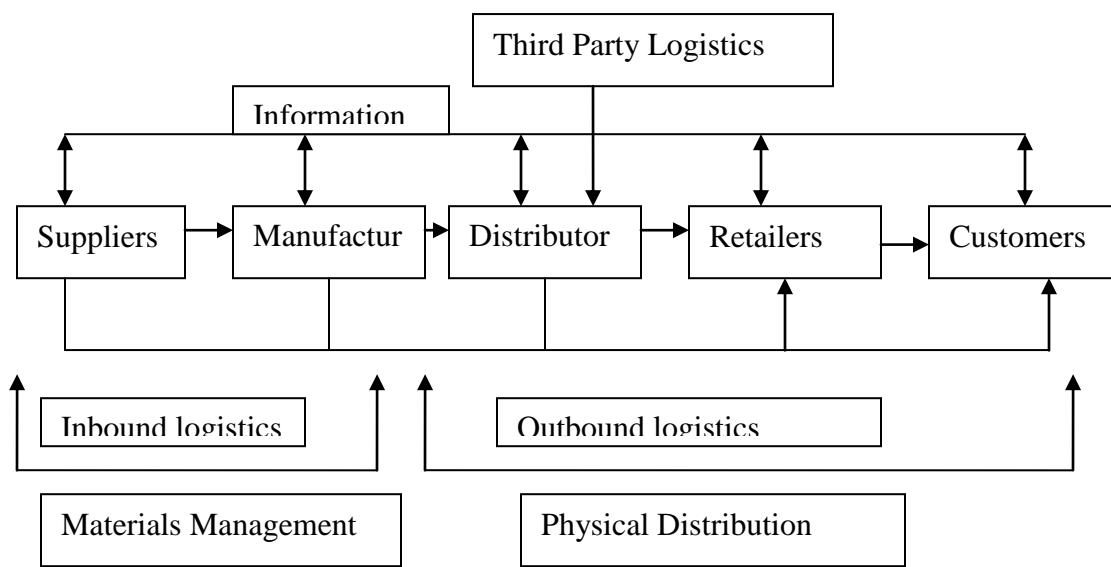 Third Party Logistics
Information
Suppliers
Manufactur
Distributor
Retailers
Customers
Inbound logistics
Outbound logistics
Materials Management
Physical Distribution